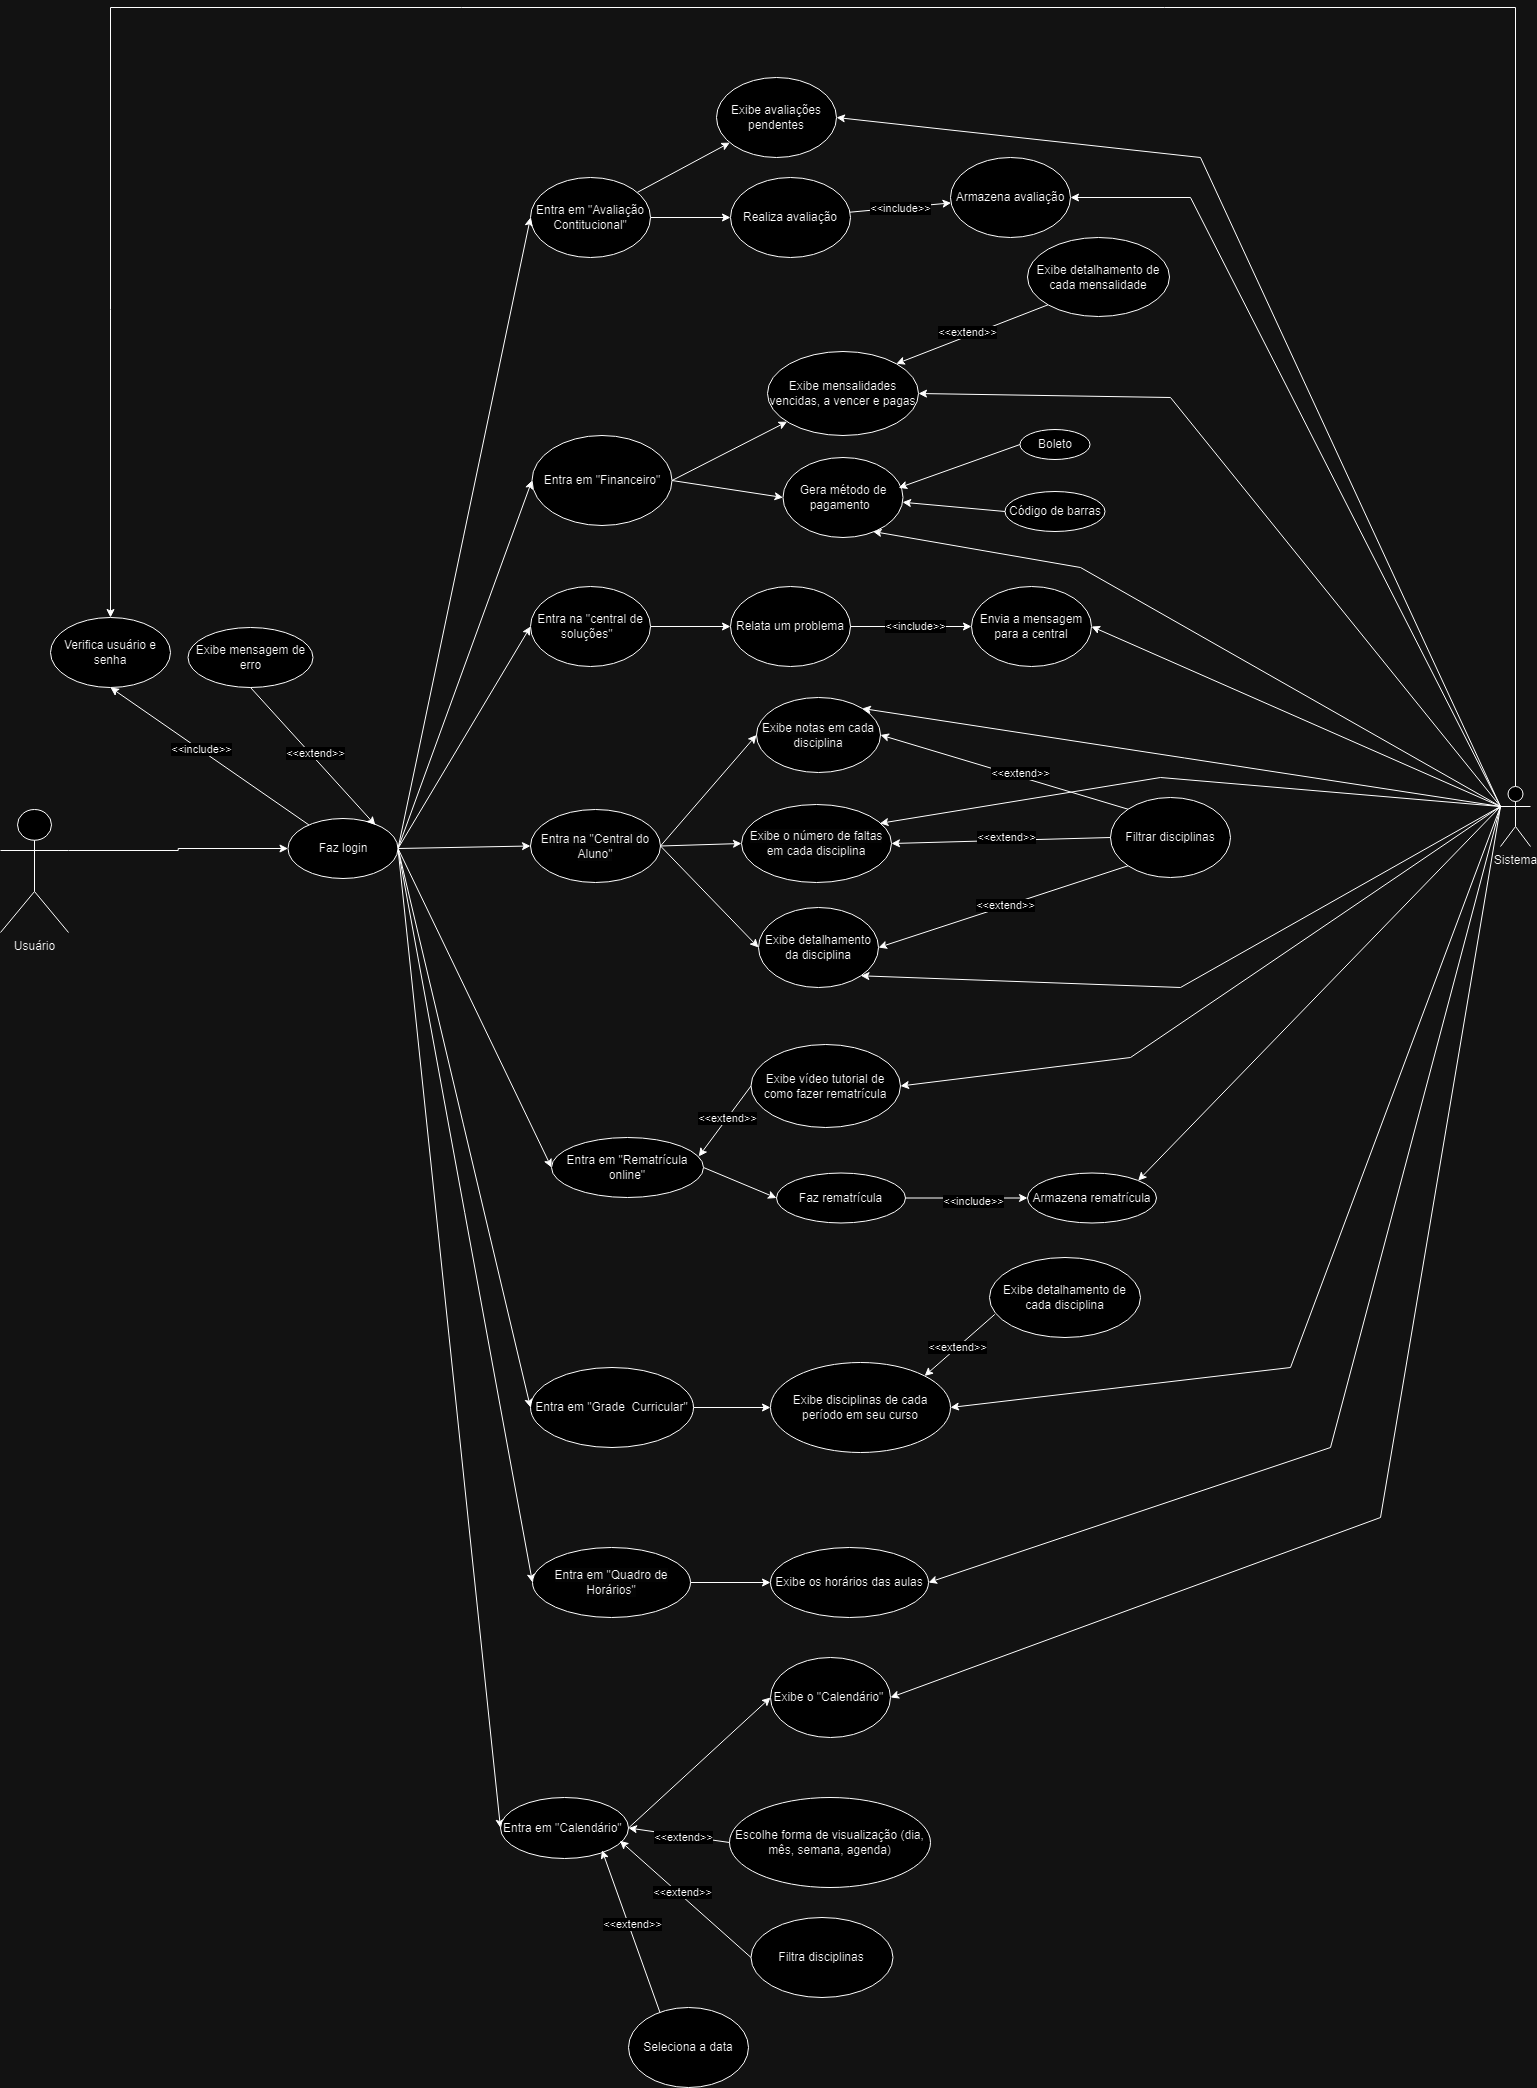 Exibe avaliações
pendentes
Entra em "Avaliação
Contitucional"
Realiza avaliação
<<include>>
Armazena avaliação
Exibe detalhamento de
cada mensalidade
<<extend>>
Exibe mensalidades
vencidas, a vencer e pagas
Boleto
Entra em "Financeiro"
Gera método de
pagamento
Código de barras
Entra na "central de
soluções"
Relata um problema
<<include>>
Envia a mensagem
para a central
Verifica usuário e
senha
Exibe mensagem de
erro
<<include>>
<<extend>>
Exibe notas em cada
disciplina
<<extend>>
Usuário
Faz login
Entra na "Central do
Aluno"
Exibe o número de faltas
em cada disciplina
<<extend>>
Filtrar disciplinas
Sistema
<<extend>>
Exibe detalhamento
da disciplina
Exibe vídeo tutorial de
como fazer rematrícula
<<extend>>
Entra em "Rematrícula
online"
Faz rematrícula
<<include>>
Armazena rematrícula
Exibe detalhamento de
cada disciplina
<<extend>>
Entra em "Grade  Curricular"
Exibe disciplinas de cada
período em seu curso
Entra em "Quadro de
Horários"
Exibe os horários das aulas
Exibe o "Calendário"
Entra em "Calendário"
<<extend>>
Escolhe forma de visualização (dia,
mês, semana, agenda)
<<extend>>
<<extend>>
Filtra disciplinas
Seleciona a data